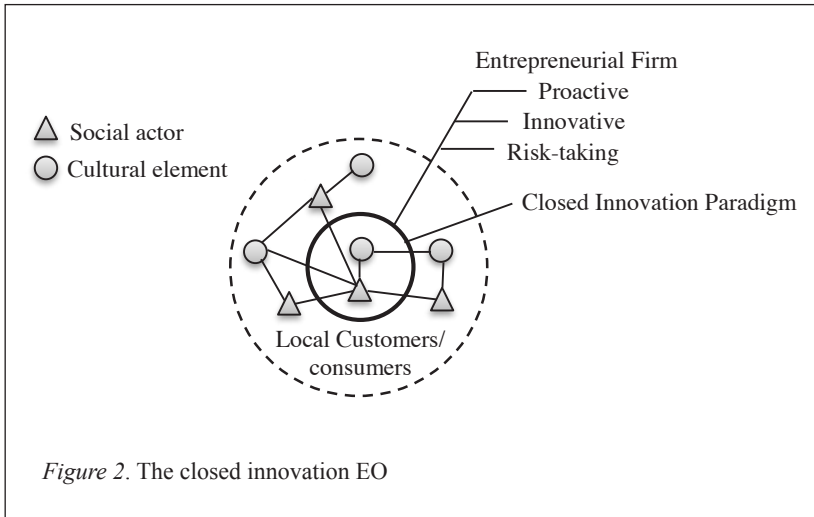 Entrepreneurial Firm
Proactive
Innovative
Risk-taking
Social actor
Cultural element
Closed Innovation Paradigm
Local Customers/
consumers
Figure 2. The closed innovation EO